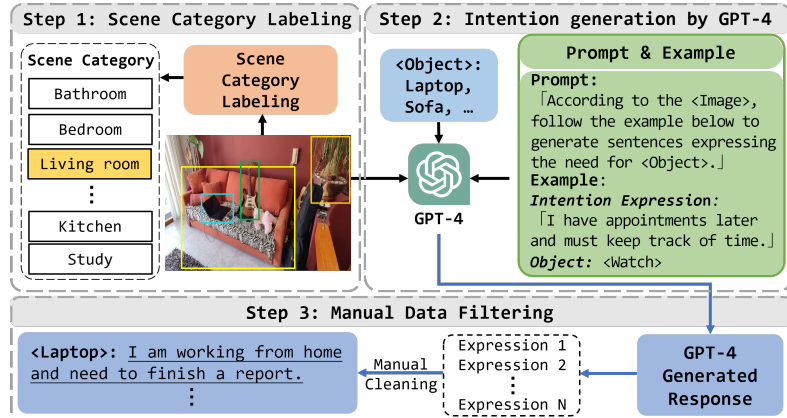 Step 1: Scene Category Labeling
Scene Category
Bathroom
Bedroom
Living room
⋮
Kitchen
Study
Scene
Category
Labeling
Step 2: Intention generation by GPT-4
<Object>:
Laptop,
Sofa, …
GPT-4
Prompt & Example
Prompt:
「According to the <Image>,
follow the example below to
generate sentences expressing
the need for <Object>.」
Example:
Intention Expression:
「I have appointments later
and must keep track of time.」
Object: <Watch>
Step 3: Manual Data Filtering
<Laptop>: I am working from home
and need to finish a report.
⋮
Manual
Cleaning
Expression 1
Expression 2
⋮
Expression N
GPT-4
Generated
Response